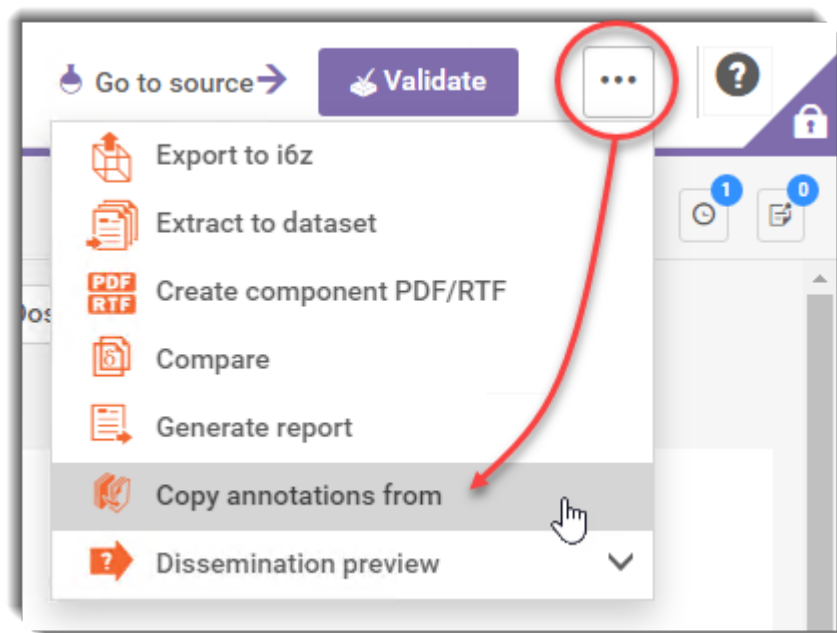 Go to source
Validate
...
?
Export to i6z
1
0
Extract to dataset
PDF
RTF
Create component PDF/RTF
Dos
δ
Compare
Generate report
Copy annotations from
?
Dissemination preview